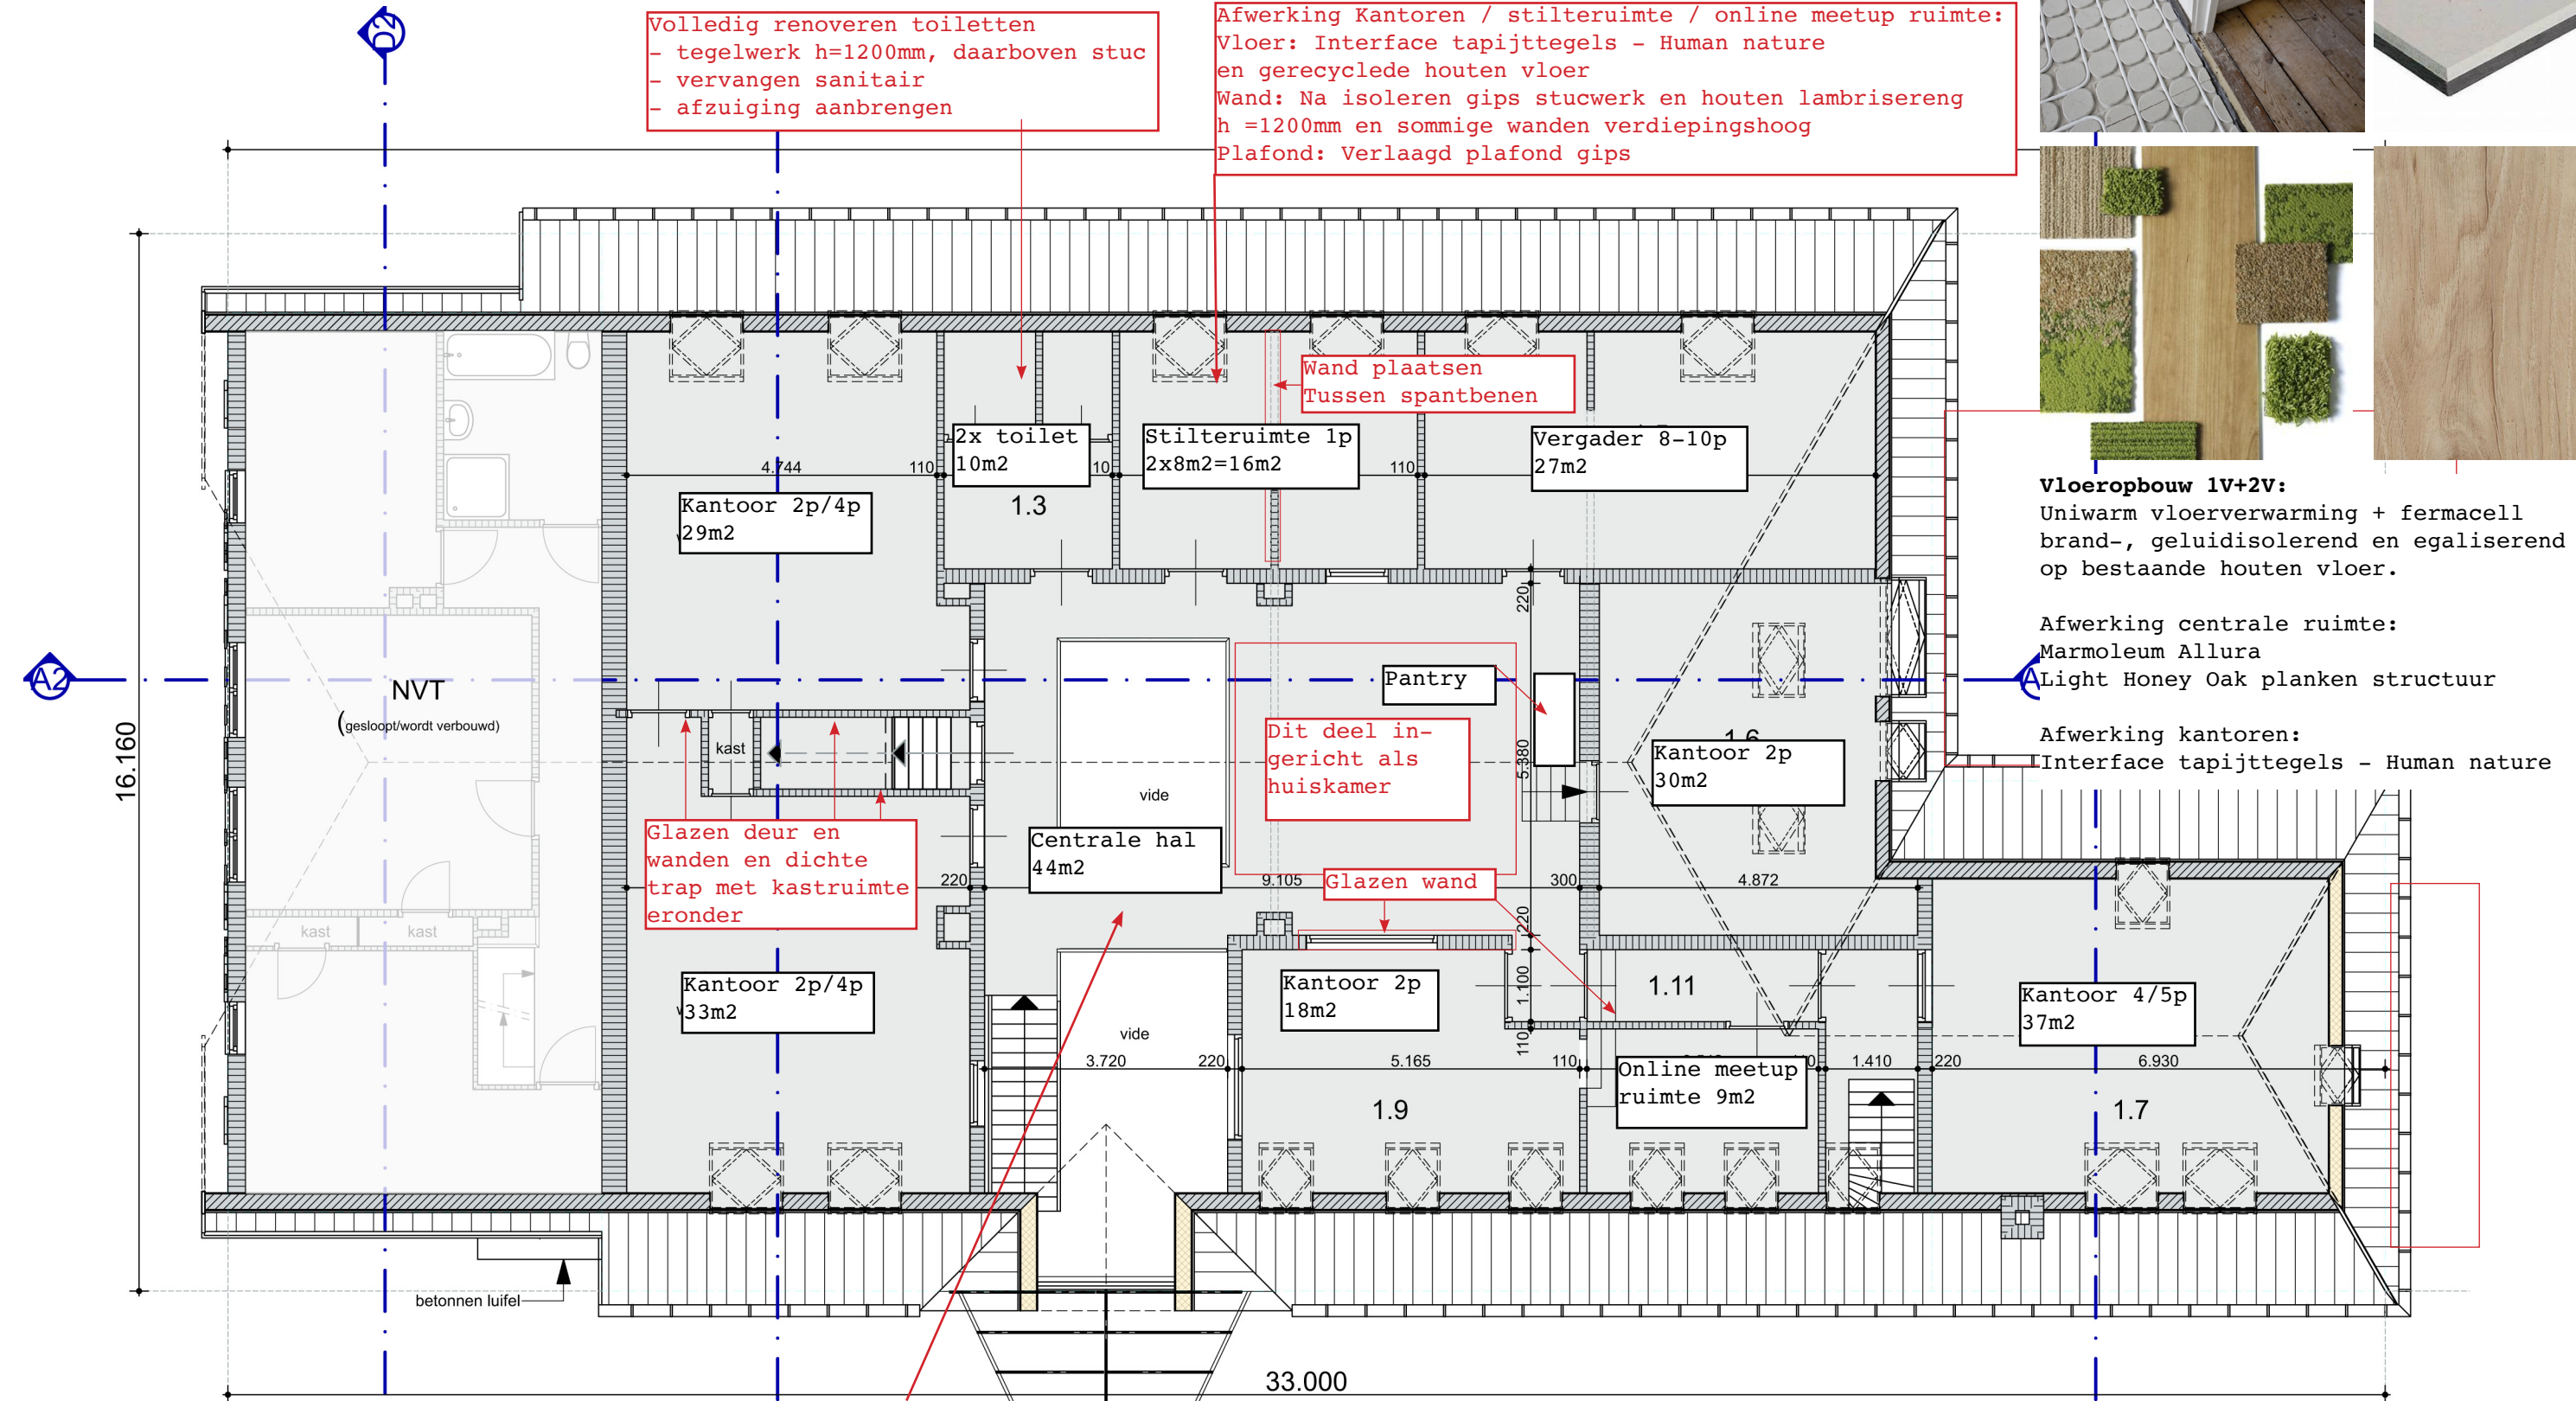 D2
Volledig renoveren toiletten
- tegelwerk h=1200mm, daarboven stuc
- vervangen sanitair
- afzuiging aanbrengen
Afwerking Kantoren / stilteruimte / online meetup ruimte:
Vloer: Interface tapijttegels - Human nature
en gerecyclede houten vloer
Wand: Na isoleren gips stucwerk en houten lambrisereng
h =1200mm en sommige wanden verdiepingshoog
Plafond: Verlaagd plafond gips
Wand plaatsen
Tussen spantbenen
2x toilet
10m2
Stilteruimte 1p
2x8m2=16m2
Vergader 8-10p
27m2
4.744
110
10
110
1.3
Kantoor 2p/4p
29m2
Vloeropbouw 1V+2V:
Uniwarm vloerverwarming + fermacell
brand-, geluidisolerend en egaliserend
op bestaande houten vloer.
Afwerking centrale ruimte:
Marmoleum Allura
Light Honey Oak planken structuur
Afwerking kantoren:
Interface tapijttegels - Human nature
220
A2
A
NVT
(gesloopt/wordt verbouwd)
Pantry
kast
Dit deel in-
gericht als
huiskamer
5.380
1.6
Kantoor 2p
30m2
16.160
vide
Glazen deur en
wanden en dichte
trap met kastruimte
eronder
Centrale hal
44m2
220
9.105
Glazen wand
300
4.872
220
kast
kast
Kantoor 2p/4p
33m2
Kantoor 2p
18m2
1.100
1.11
Kantoor 4/5p
37m2
vide
110
3.720
220
5.165
110
1.410
220
6.930
Online meetup
ruimte 9m2
1.9
1.7
betonnen luifel
33.000